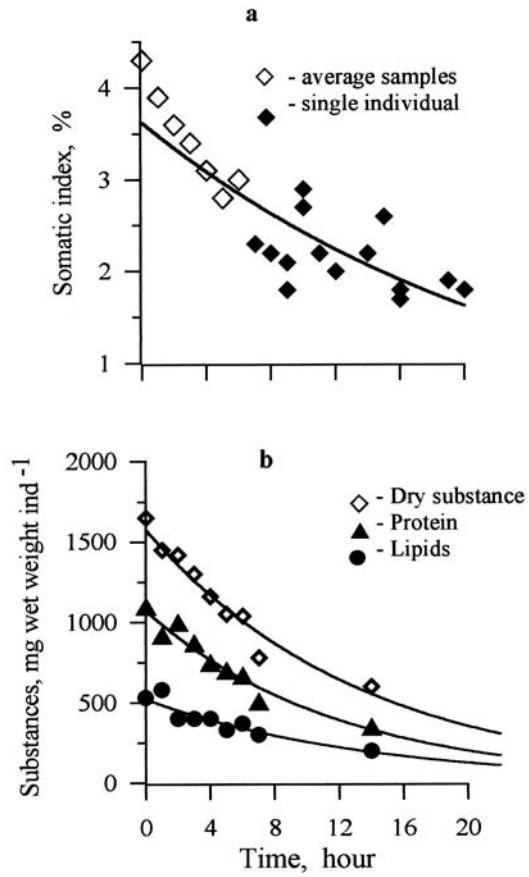 a
- average samples
- single individual
Somatic index, %
4
3
2
1
b
- Dry substance
- Protein
- Lipids
Substances, mg wet weight ind -1
2000
1500
1000
500
0
0 4 8 12 16 20
Time, hour